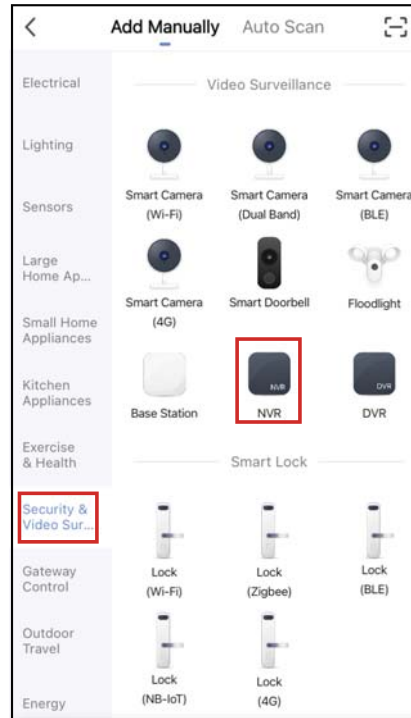 Add Manually Auto Scan
Electrical
Lighting
Sensors
Large
Home Ap...
Small Home
Appliances
Kitchen
Appliances
Exercise
& Health
Security &
Video Sur...
Gateway
Control
Outdoor
Travel
Energy
Video Surveillance
Smart Camera
(Wi-Fi)
Smart Camera
(Dual Band)
Smart Camera
(BLE)
Smart Camera
(4G)
Smart Doorbell
Floodlight
Base Station
NVR
NVR
DVR
DVR
Smart Lock
Lock
(Wi-Fi)
Lock
(Zigbee)
Lock
(BLE)
Lock
(NB-IoT)
Lock
(4G)